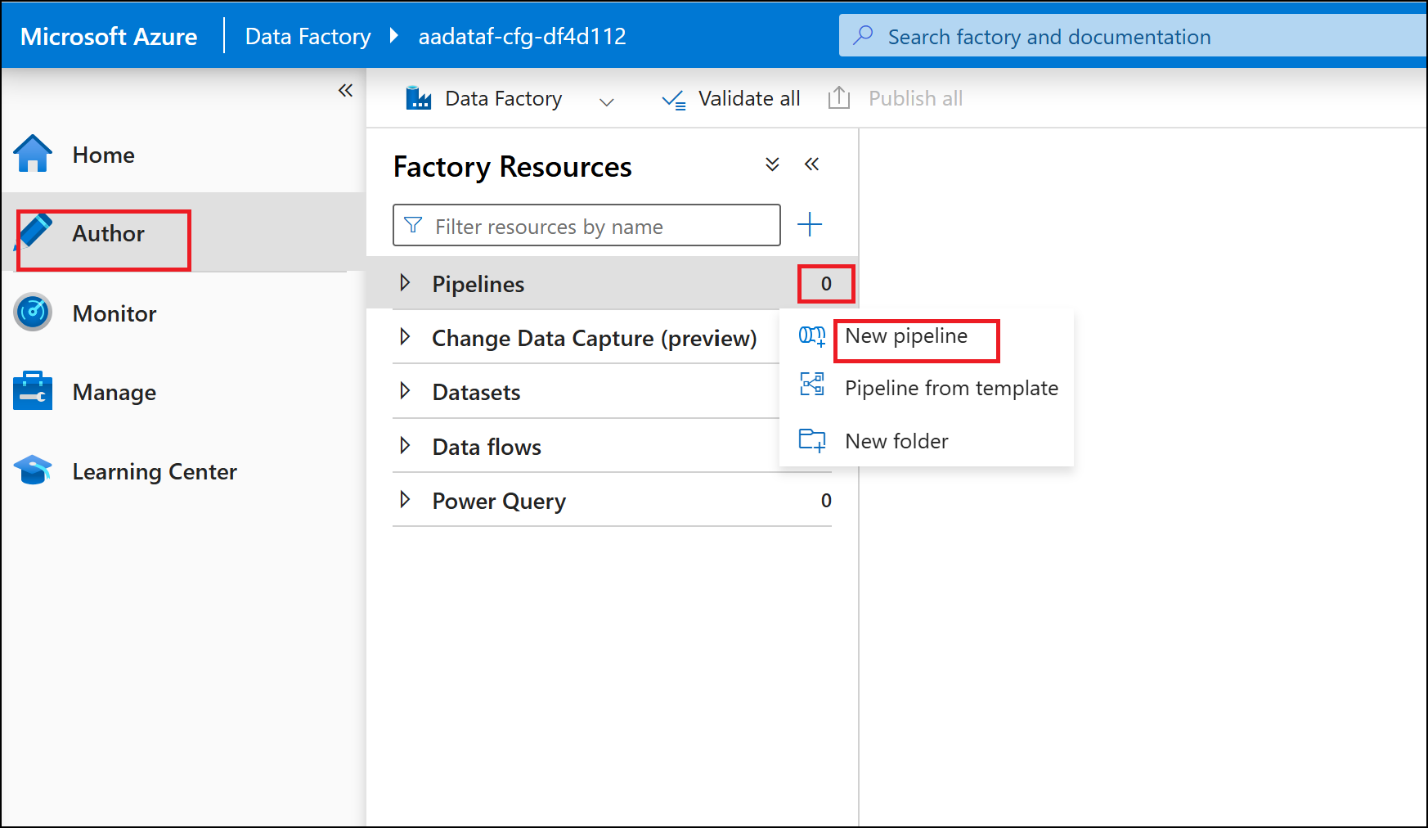 Microsoft Azure Data Factory aadataf-cfg-df4d112 Search factory and documentation
Data Factory Validate all Publish all
Home
Author
Monitor
Manage
Learning Center
Factory Resources
Filter resources by name
Pipelines 0
Change Data Capture (preview)
Datasets
Data flows
Power Query 0
New pipeline
Pipeline from template
New folder